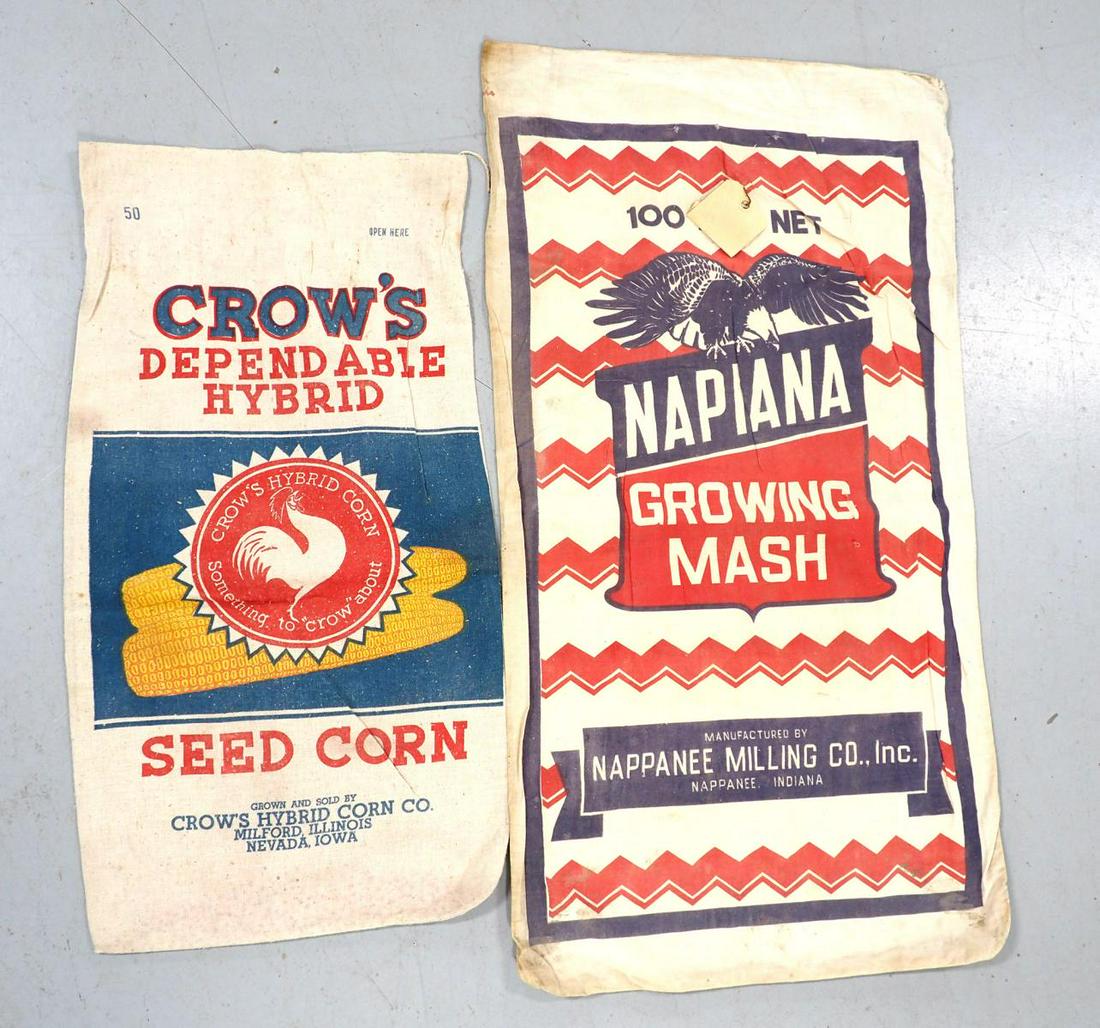 50
OPEN HERE
CROW'S
DEPENDABLE
HYBRID
CROW'S HYBRID CORN
Something to "crow" about
SEED CORN
GROWN AND SOLD BY
CROW'S HYBRID CORN CO.
MILFORD, ILLINOIS
NEVADA, IOWA
100 NET
NAPIANA
GROWING
MASH
MANUFACTURED BY
NAPPANEE MILLING CO., Inc.
NAPPANEE, INDIANA